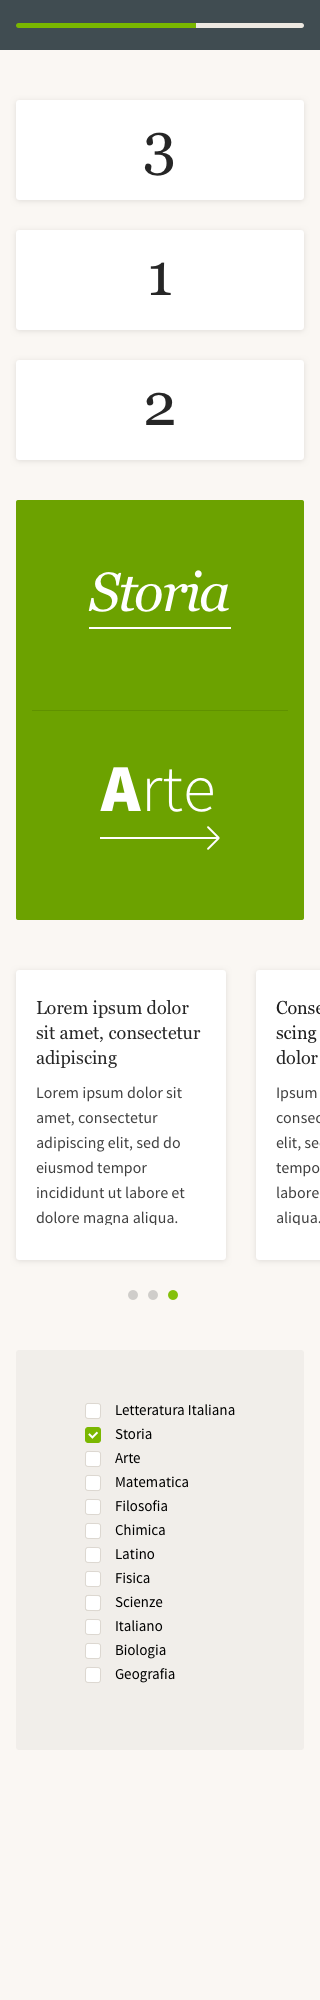 3
1
2
Storia
Arte
Lorem ipsum dolor
sit amet, consectetur
adipiscing
Lorem ipsum dolor sit
amet, consectetur
adipiscing elit, sed do
eiusmod tempor
incididunt ut labore et
dolore magna aliqua.
Conse
scing
dolor
Ipsum
consec
elit, se
tempo
labore
aliqua.
Letteratura Italiana
Storia
Arte
Matematica
Filosofia
Chimica
Latino
Fisica
Scienze
Italiano
Biologia
Geografia